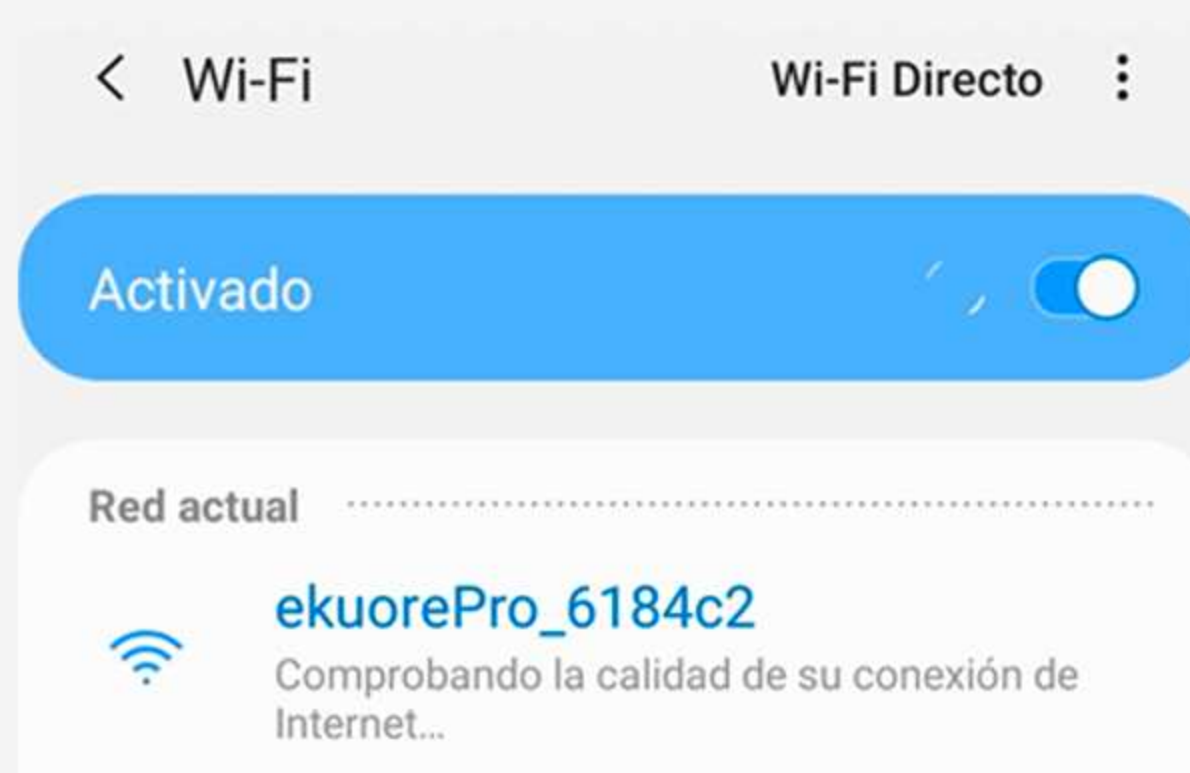 Wi-Fi
Wi-Fi Directo
Activado
Red actual
ekuorePro_6184c2
Comprobando la calidad de su conexión de
Internet...